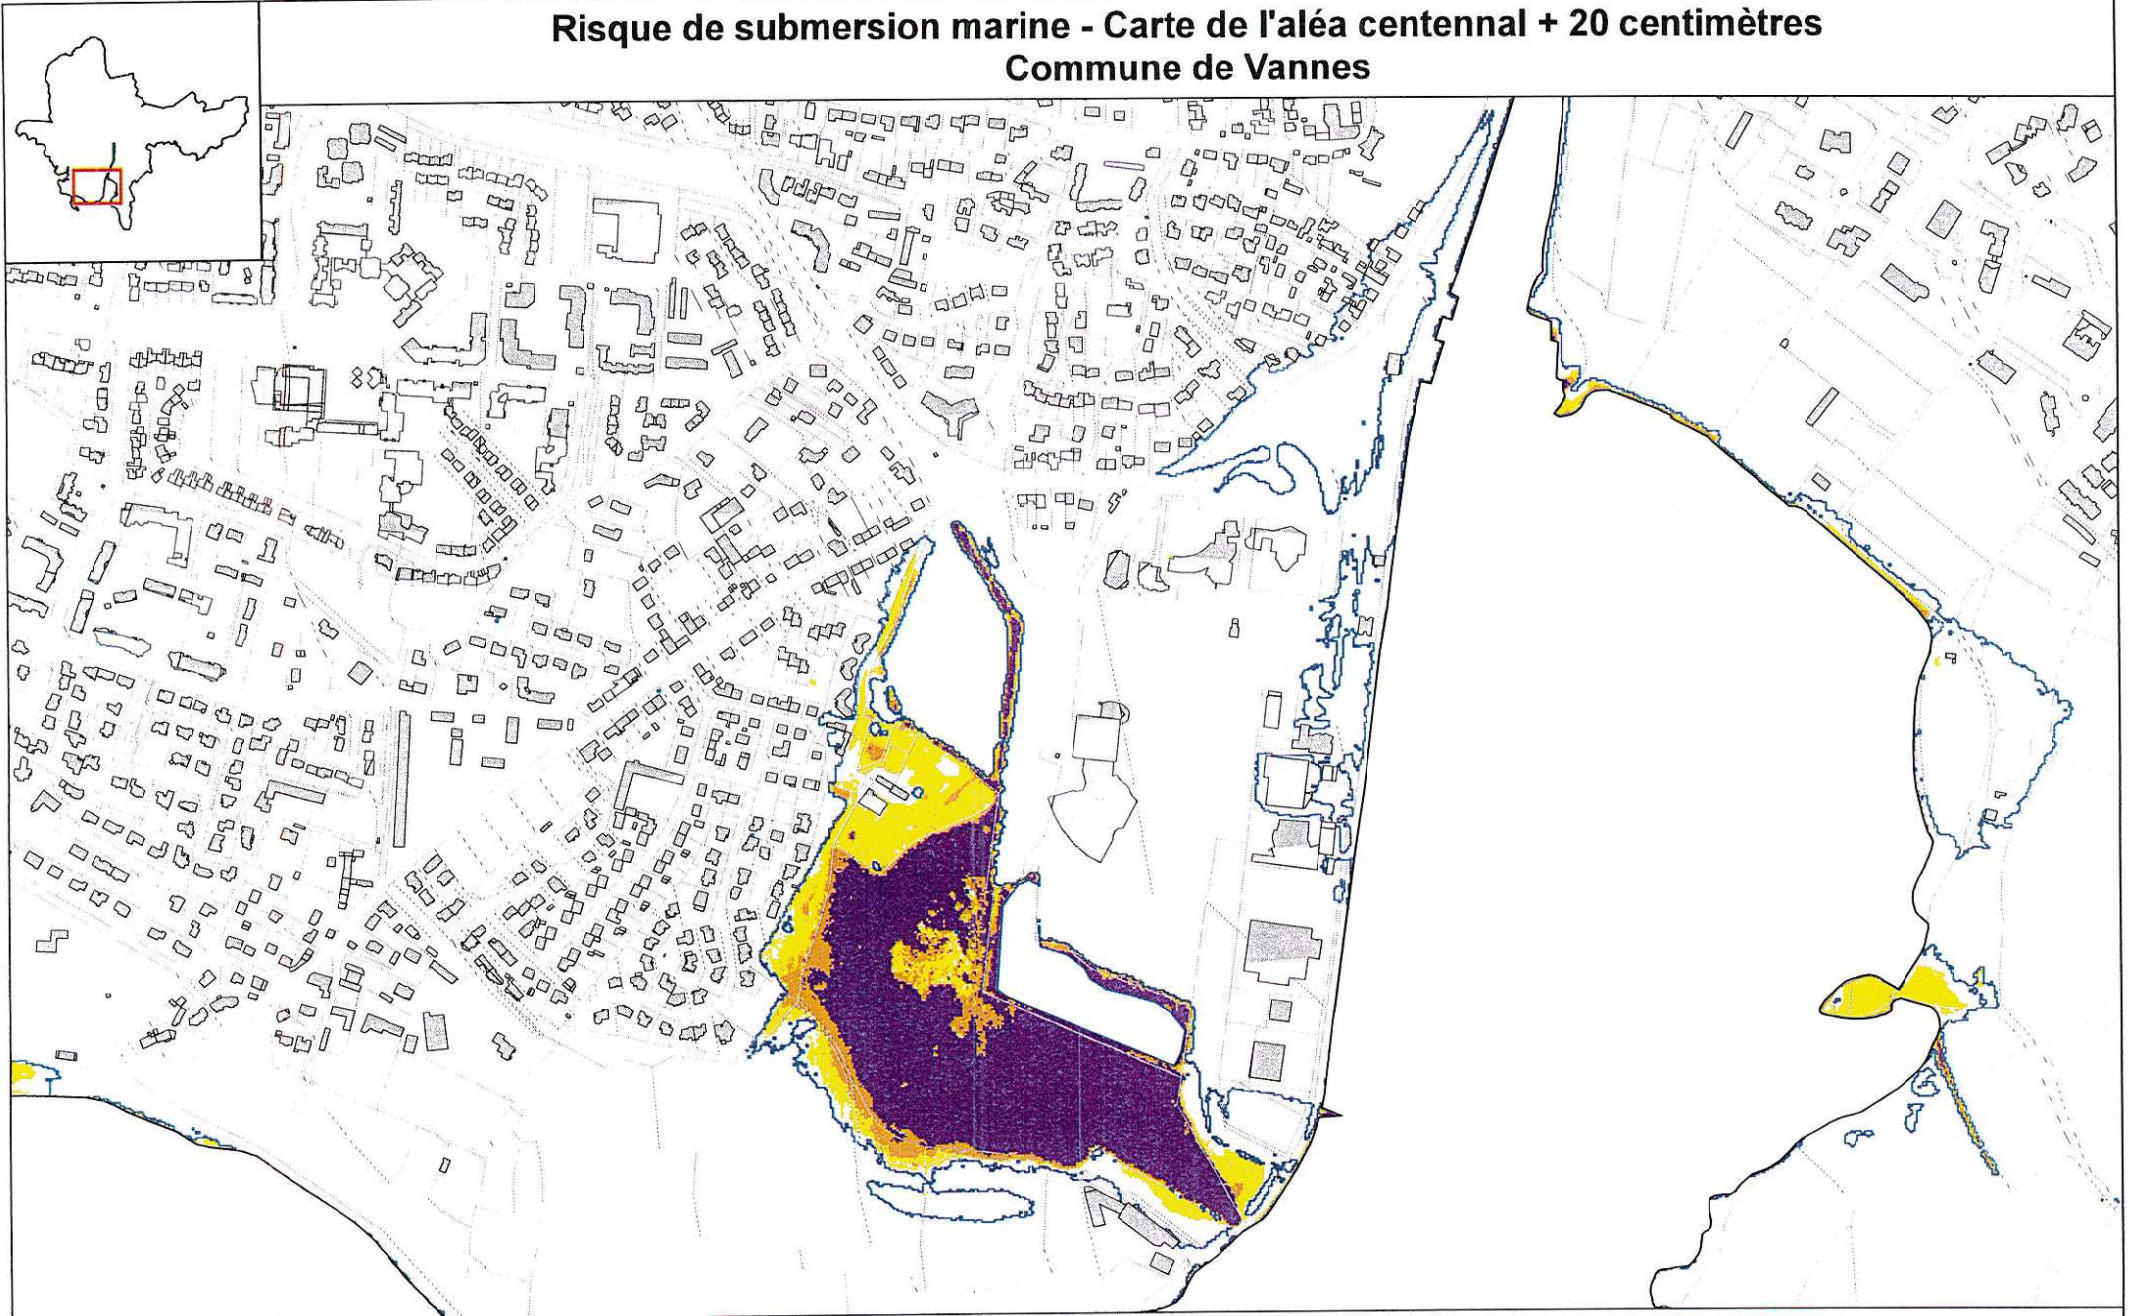 Risque de submersion marine - Carte de l'aléa centennal + 20 centimètres
Commune de Vannes